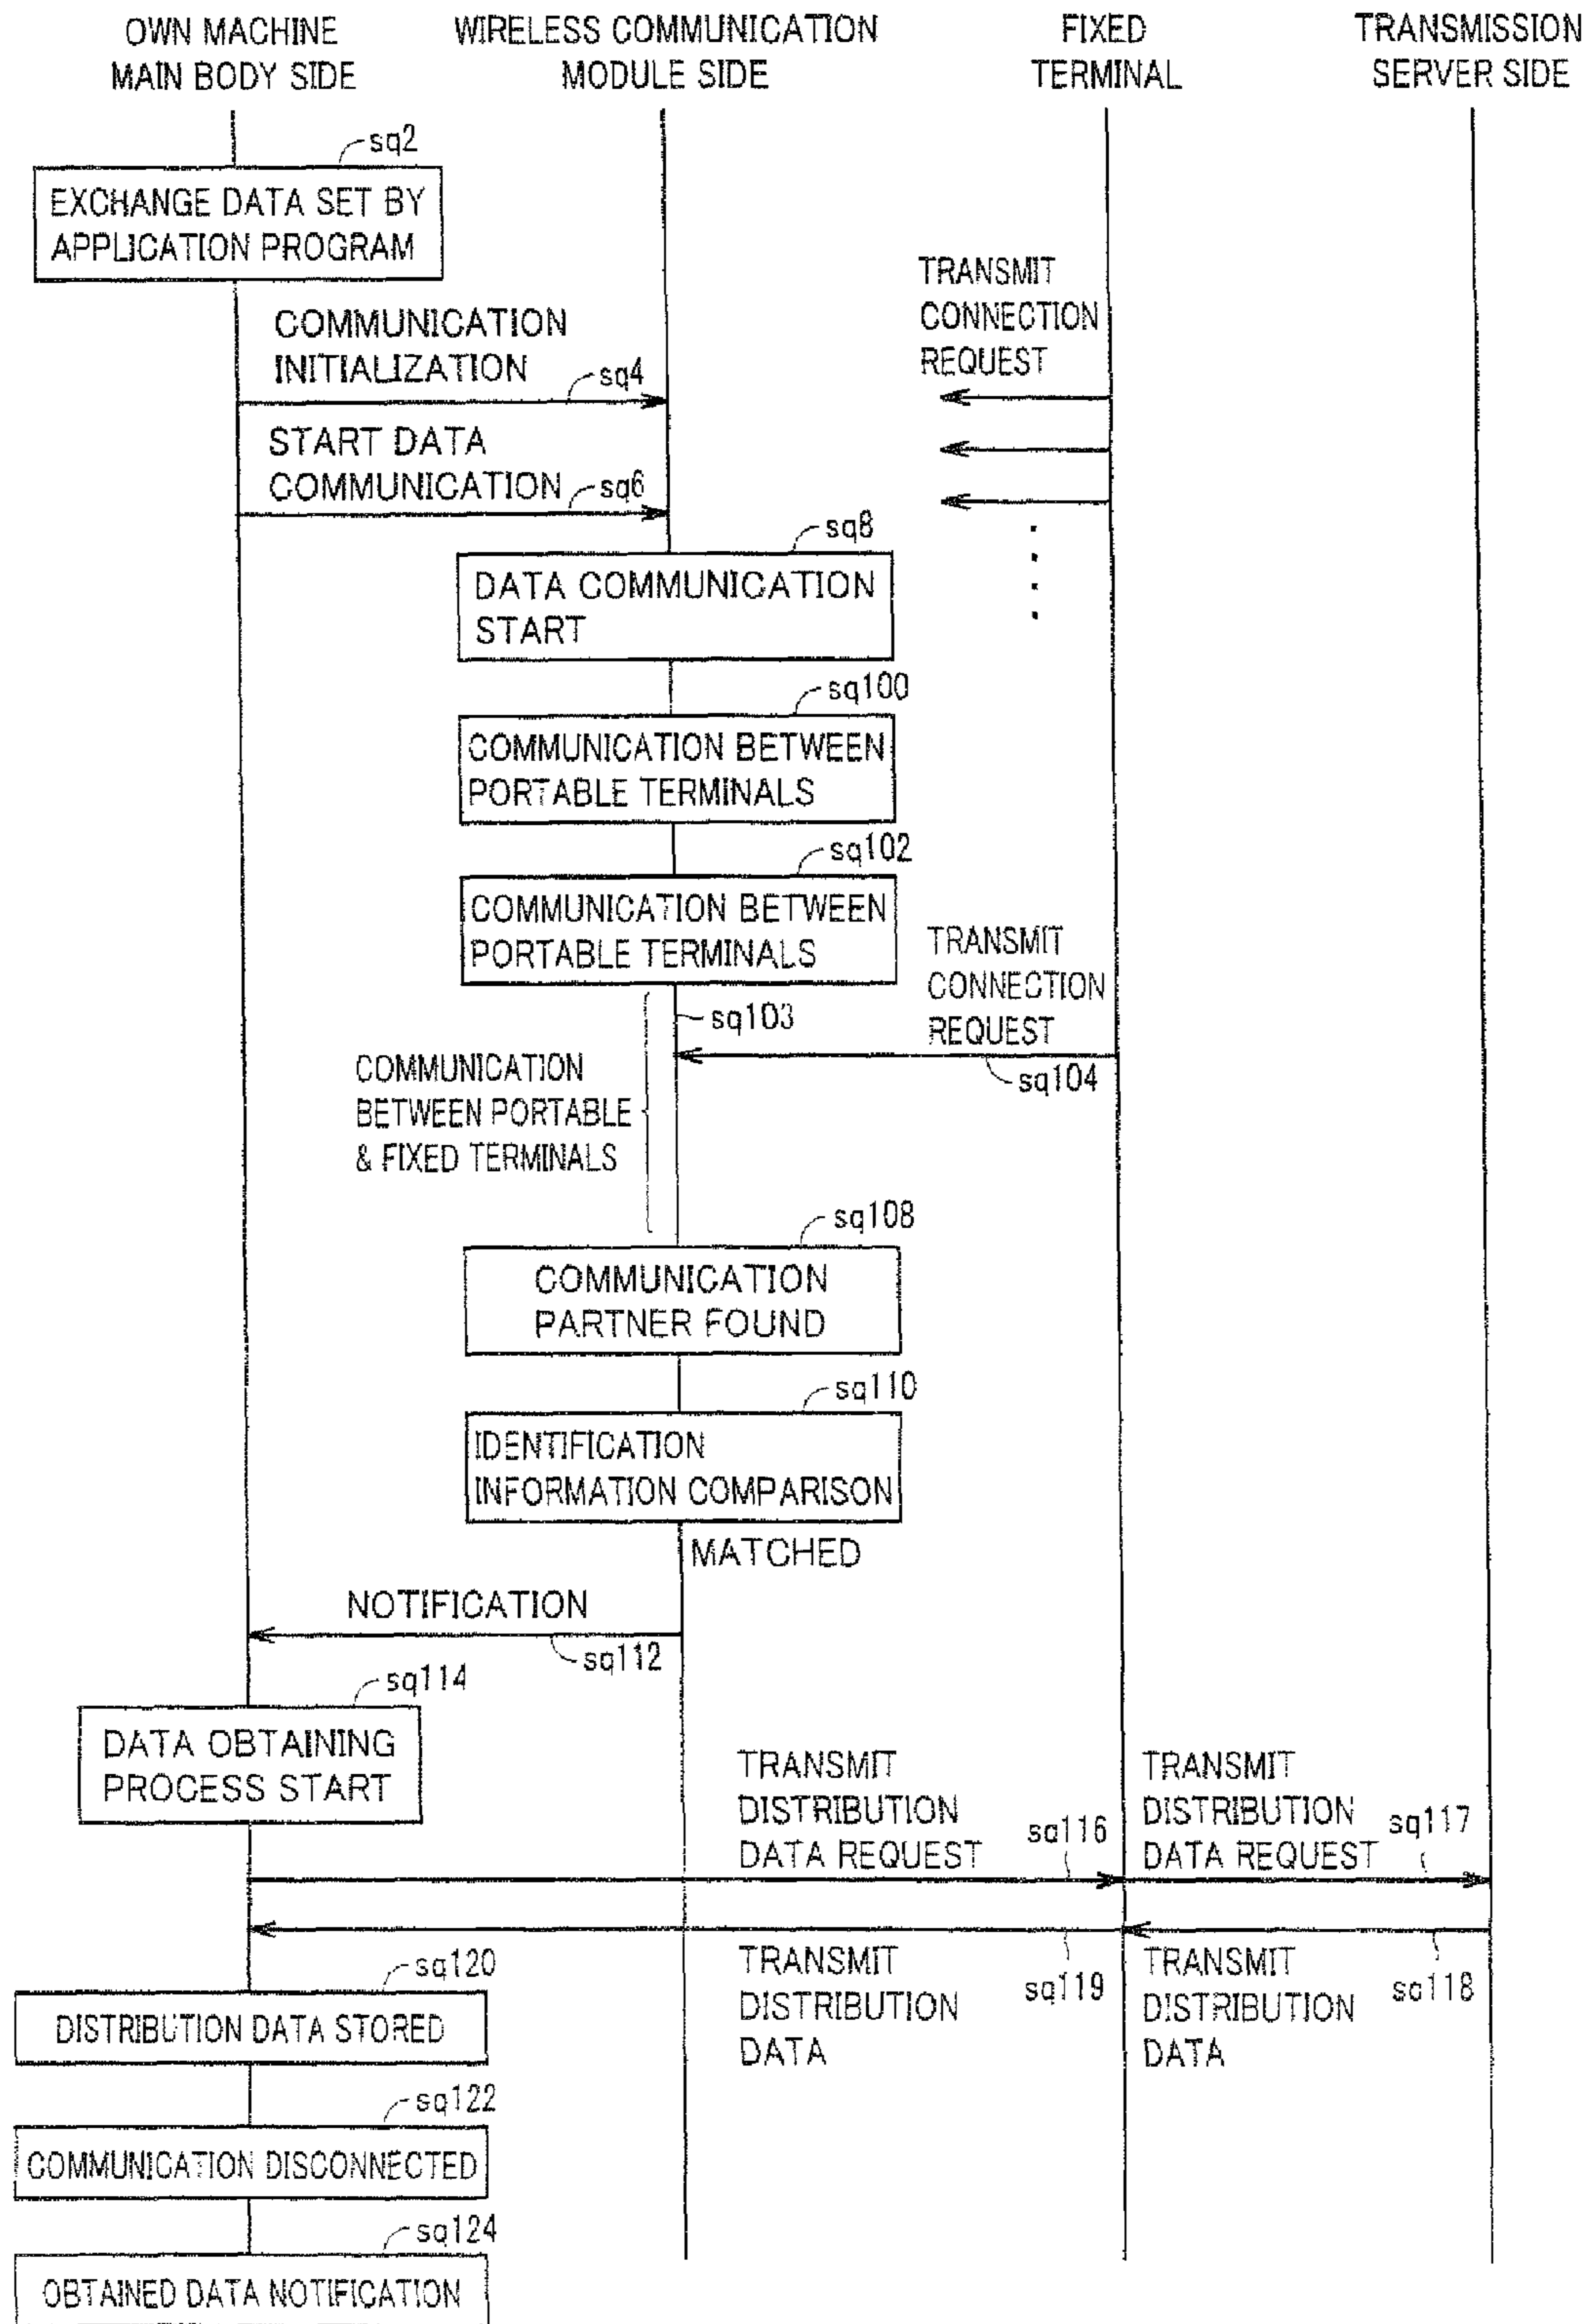 OWN MACHINE
MAIN BODY SIDE
WIRELESS COMMUNICATION
MODULE SIDE
FIXED
TERMINAL
TRANSMISSION
SERVER SIDE
sq2
EXCHANGE DATA SET BY
APPLICATION PROGRAM
TRANSMIT
CONNECTION
REQUEST
COMMUNICATION
INITIALIZATION
sq4
START DATA
COMMUNICATION
sq6
sq8
DATA COMMUNICATION
START
sq100
COMMUNICATION BETWEEN
PORTABLE TERMINALS
sq102
COMMUNICATION BETWEEN
PORTABLE TERMINALS
TRANSMIT
CONNECTION
REQUEST
sq103
sq104
COMMUNICATION
BETWEEN PORTABLE
& FIXED TERMINALS
sq108
COMMUNICATION
PARTNER FOUND
sq110
IDENTIFICATION
INFORMATION COMPARISON
MATCHED
NOTIFICATION
sq112
sq114
DATA OBTAINING
PROCESS START
TRANSMIT
DISTRIBUTION
DATA REQUEST
sq116
TRANSMIT
DISTRIBUTION
DATA REQUEST
sq117
TRANSMIT
DISTRIBUTION
DATA
sq119
TRANSMIT
DISTRIBUTION
DATA
sq118
sq120
DISTRIBUTION DATA STORED
sq122
COMMUNICATION DISCONNECTED
sq124
OBTAINED DATA NOTIFICATION